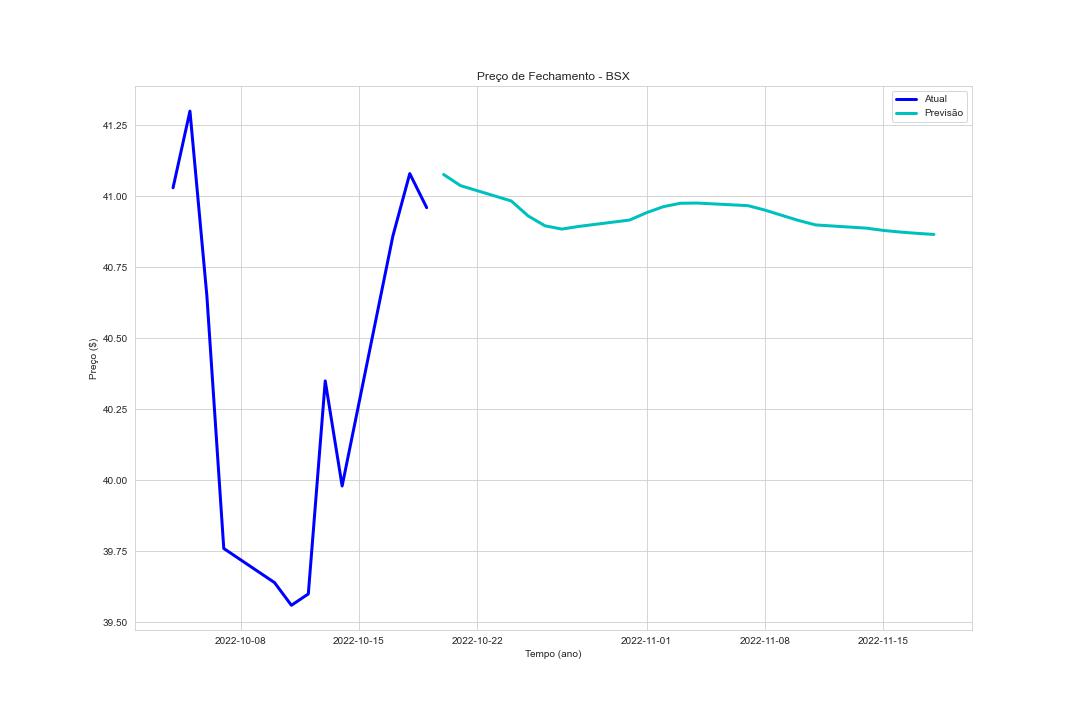 Preço de Fechamento - BSX
Atual
Previsão
41.25
41.00
40.75
40.50
40.25
40.00
39.75
39.50
Preço ($)
2022-10-08
2022-10-15
2022-10-22
2022-11-01
2022-11-08
2022-11-15
Tempo (ano)